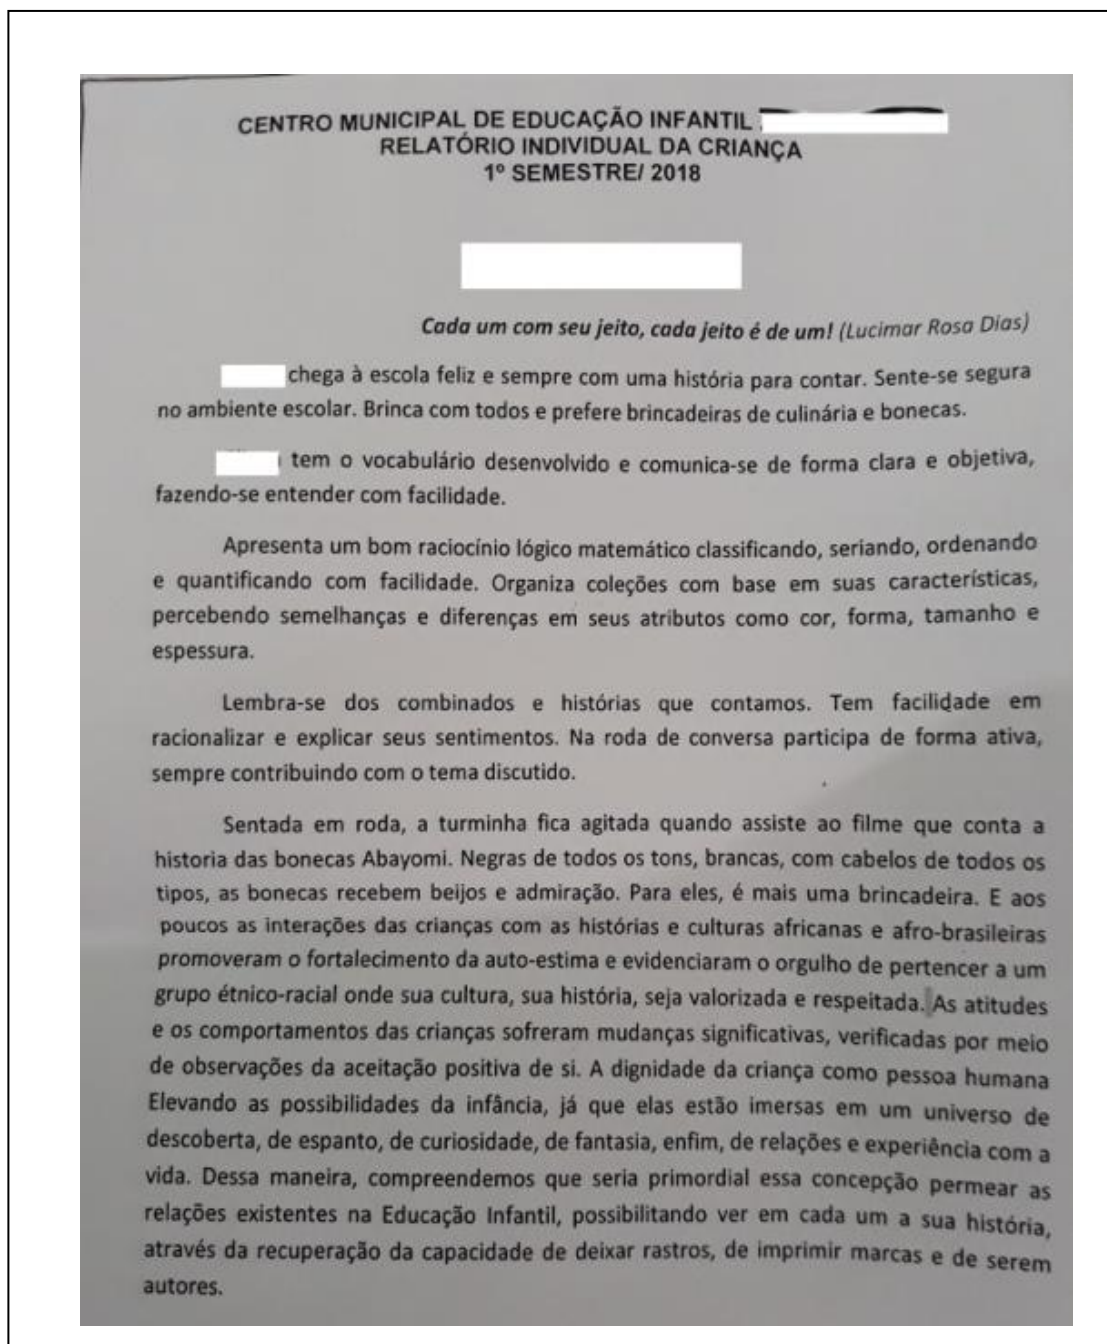 CENTRO MUNICIPAL DE EDUCAÇÃO INFANTIL
RELATÓRIO INDIVIDUAL DA CRIANÇA
1º SEMESTRE/ 2018
Cada um com seu jeito, cada jeito é de um! (Lucimar Rosa Dias)
chega à escola feliz e sempre com uma história para contar. Sente-se segura
no ambiente escolar. Brinca com todos e prefere brincadeiras de culinária e bonecas.
tem o vocabulário desenvolvido e comunica-se de forma clara e objetiva,
fazendo-se entender com facilidade.
Apresenta um bom raciocínio lógico matemático classificando, seriando, ordenando
e quantificando com facilidade. Organiza coleções com base em suas características,
percebendo semelhanças e diferenças em seus atributos como cor, forma, tamanho e
espessura.
Lembra-se dos combinados e histórias que contamos. Tem facilidade em
racionalizar e explicar seus sentimentos. Na roda de conversa participa de forma ativa,
sempre contribuindo com o tema discutido.
Sentada em roda, a turminha fica agitada quando assiste ao filme que conta a
historia das bonecas Abayomi. Negras de todos os tons, brancas, com cabelos de todos os
tipos, as bonecas recebem beijos e admiração. Para eles, é mais uma brincadeira. E aos
poucos as interações das crianças com as histórias e culturas africanas e afro-brasileiras
promoveram o fortalecimento da auto-estima e evidenciaram o orgulho de pertencer a um
grupo étnico-racial onde sua cultura, sua história, seja valorizada e respeitada. As atitudes
e os comportamentos das crianças sofreram mudanças significativas, verificadas por meio
de observações da aceitação positiva de si. A dignidade da criança como pessoa humana
Elevando as possibilidades da infância, já que elas estão imersas em um universo de
descoberta, de espanto, de curiosidade, de fantasia, enfim, de relações e experiência com a
vida. Dessa maneira, compreendemos que seria primordial essa concepção permear as
relações existentes na Educação Infantil, possibilitando ver em cada um a sua história,
através da recuperação da capacidade de deixar rastros, de imprimir marcas e de serem
autores.